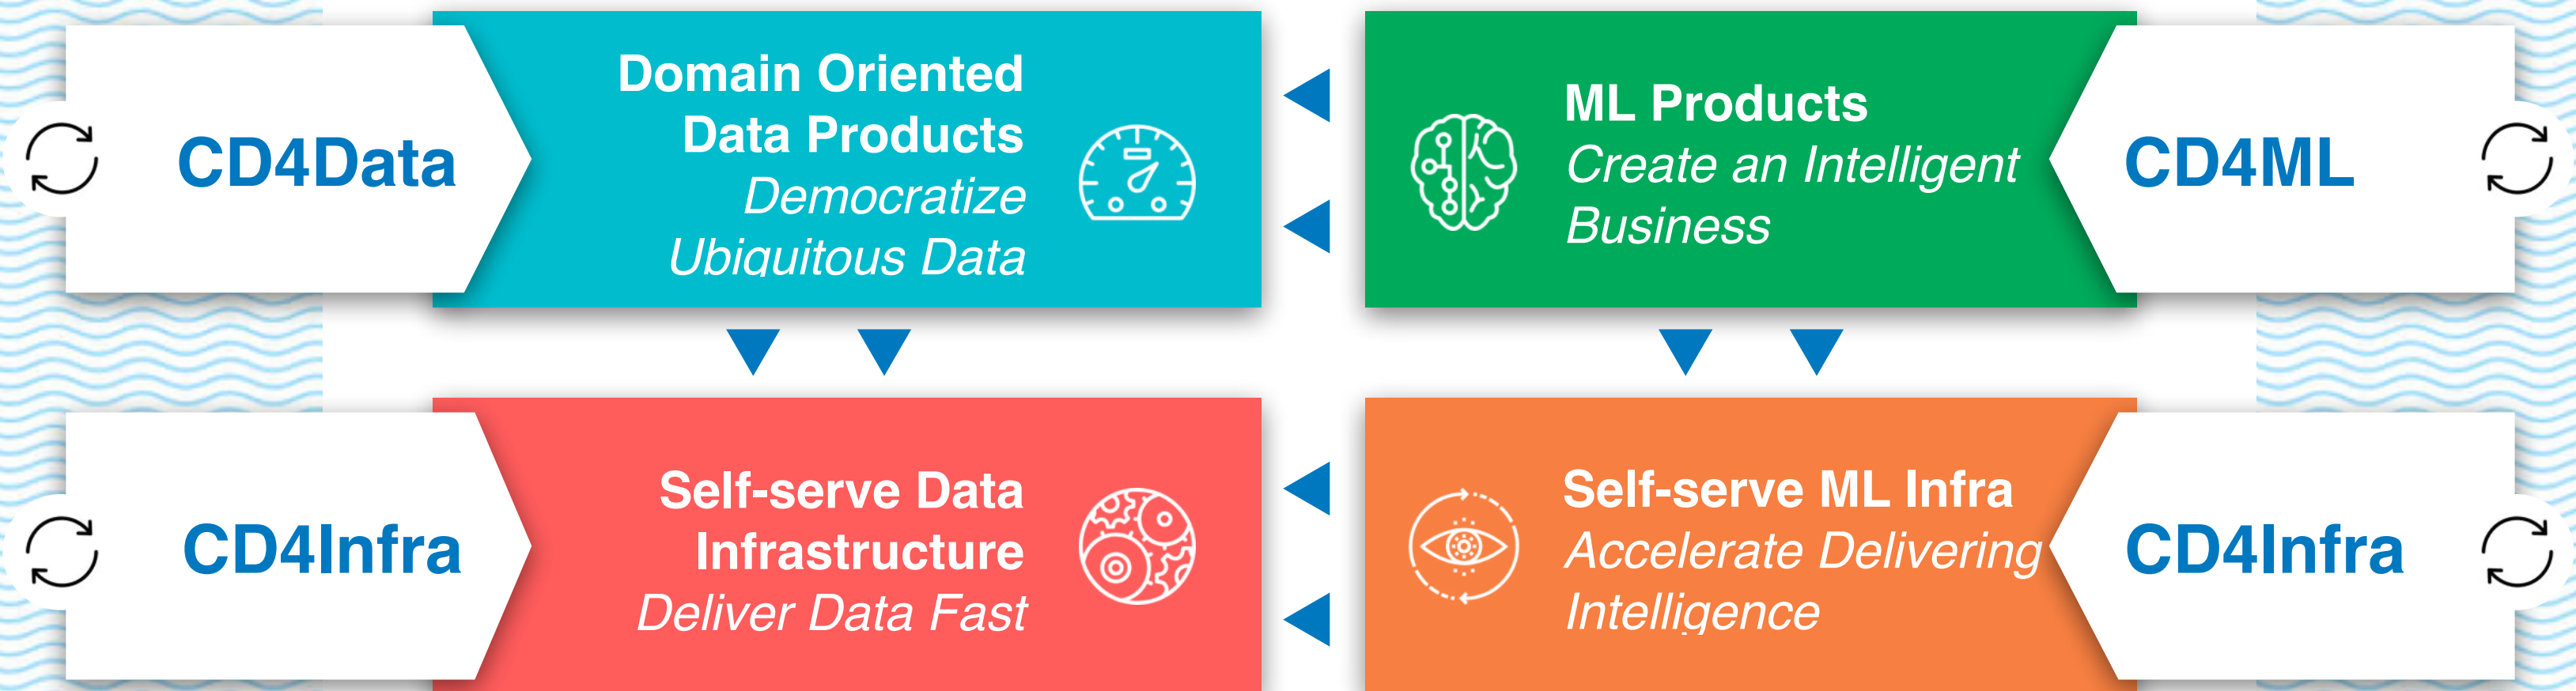 CD4Data
Domain Oriented
Data Products
Democratize
Ubiquitous Data
ML Products
Create an Intelligent
Business
CD4ML
CD4Infra
Self-serve Data
Infrastructure
Deliver Data Fast
Self-serve ML Infra
Accelerate Delivering
Intelligence
CD4Infra